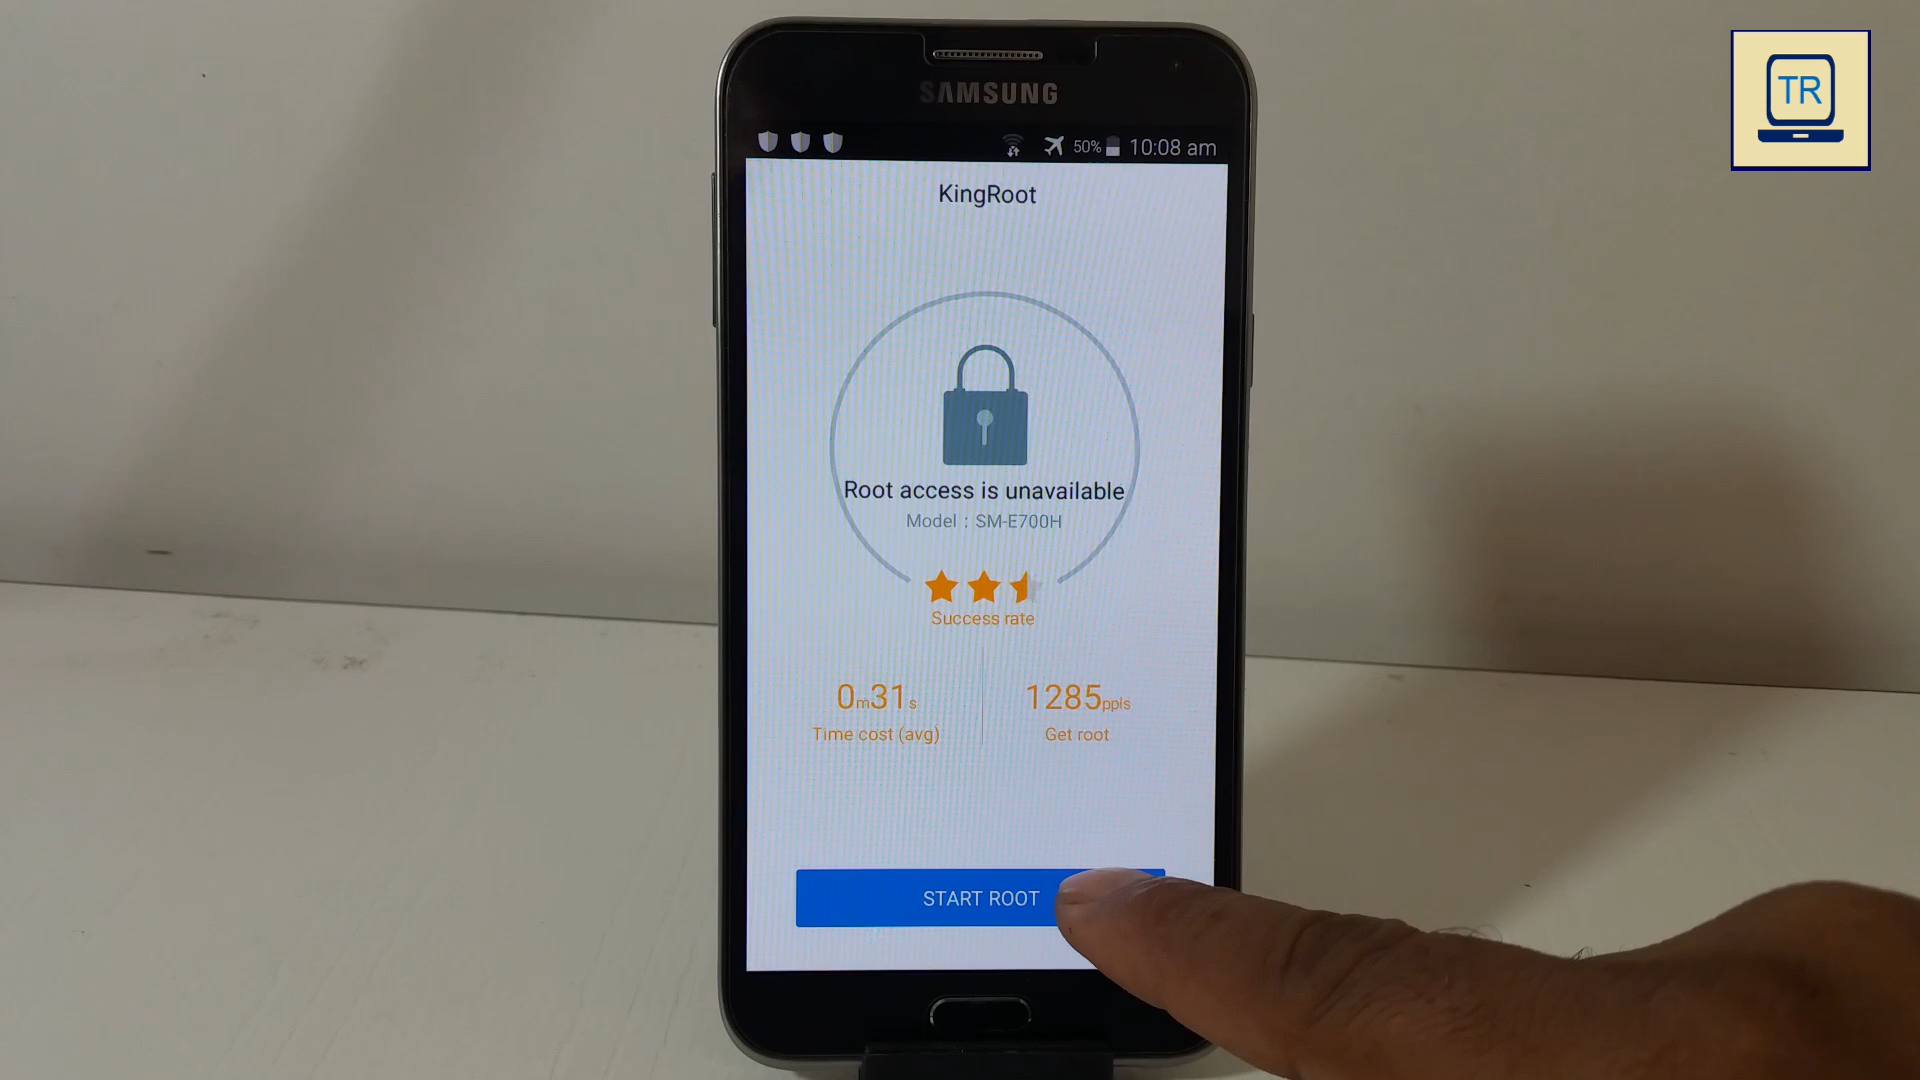 TR
SAMSUNG
50% 10:08 am
KingRoot
Root access is unavailable
Model : SM-E700H
Success rate
0m31s
Time cost (avg)
1285ppls
Get root
START ROOT